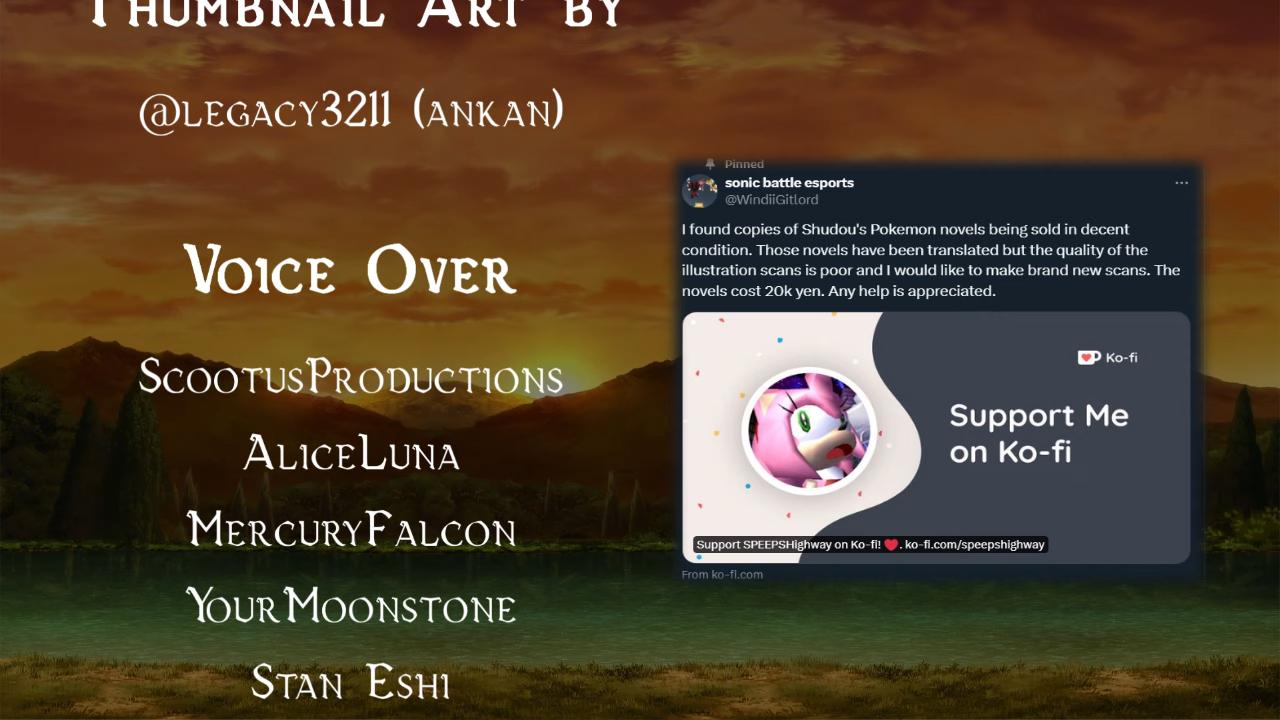 Thumbnail Art by
@legacy3211 (ankan)
Voice Over
ScootusProductions
AliceLuna
MercuryFalcon
YourMoonstone
Stan Eshi
Pinned
sonic battle esports
@WindiiGitlord
I found copies of Shudou's Pokemon novels being sold in decent
condition. Those novels have been translated but the quality of the
illustration scans is poor and I would like to make brand new scans. The
novels cost 20k yen. Any help is appreciated.
Ko-fi
Support Me
on Ko-fi
Support SPEEPSHighway on Ko-fi! ❤️. ko-fi.com/speepshighway
From ko-fi.com